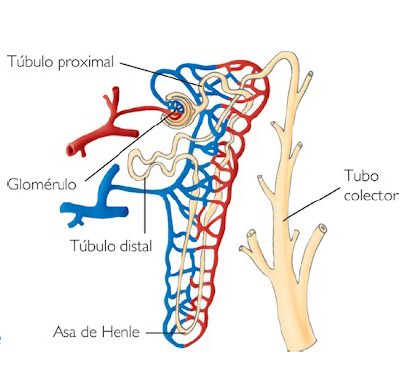 Túbulo proximal
Glomérulo
Túbulo distal
Tubo
colector
Asa de Henle